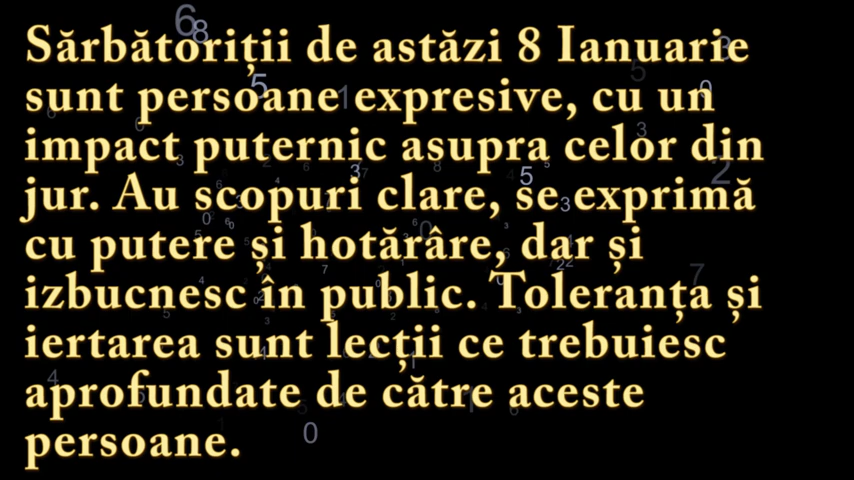 Sărbătoriții de astăzi 8 Ianuarie
sunt persoane expresive, cu un
impact puternic asupra celor din
jur. Au scopuri clare, se exprimă
cu putere și hotărâre, dar și
izbucnesc în public. Toleranța și
iertarea sunt lecții ce trebuiesc
aprofundate de către aceste
persoane.